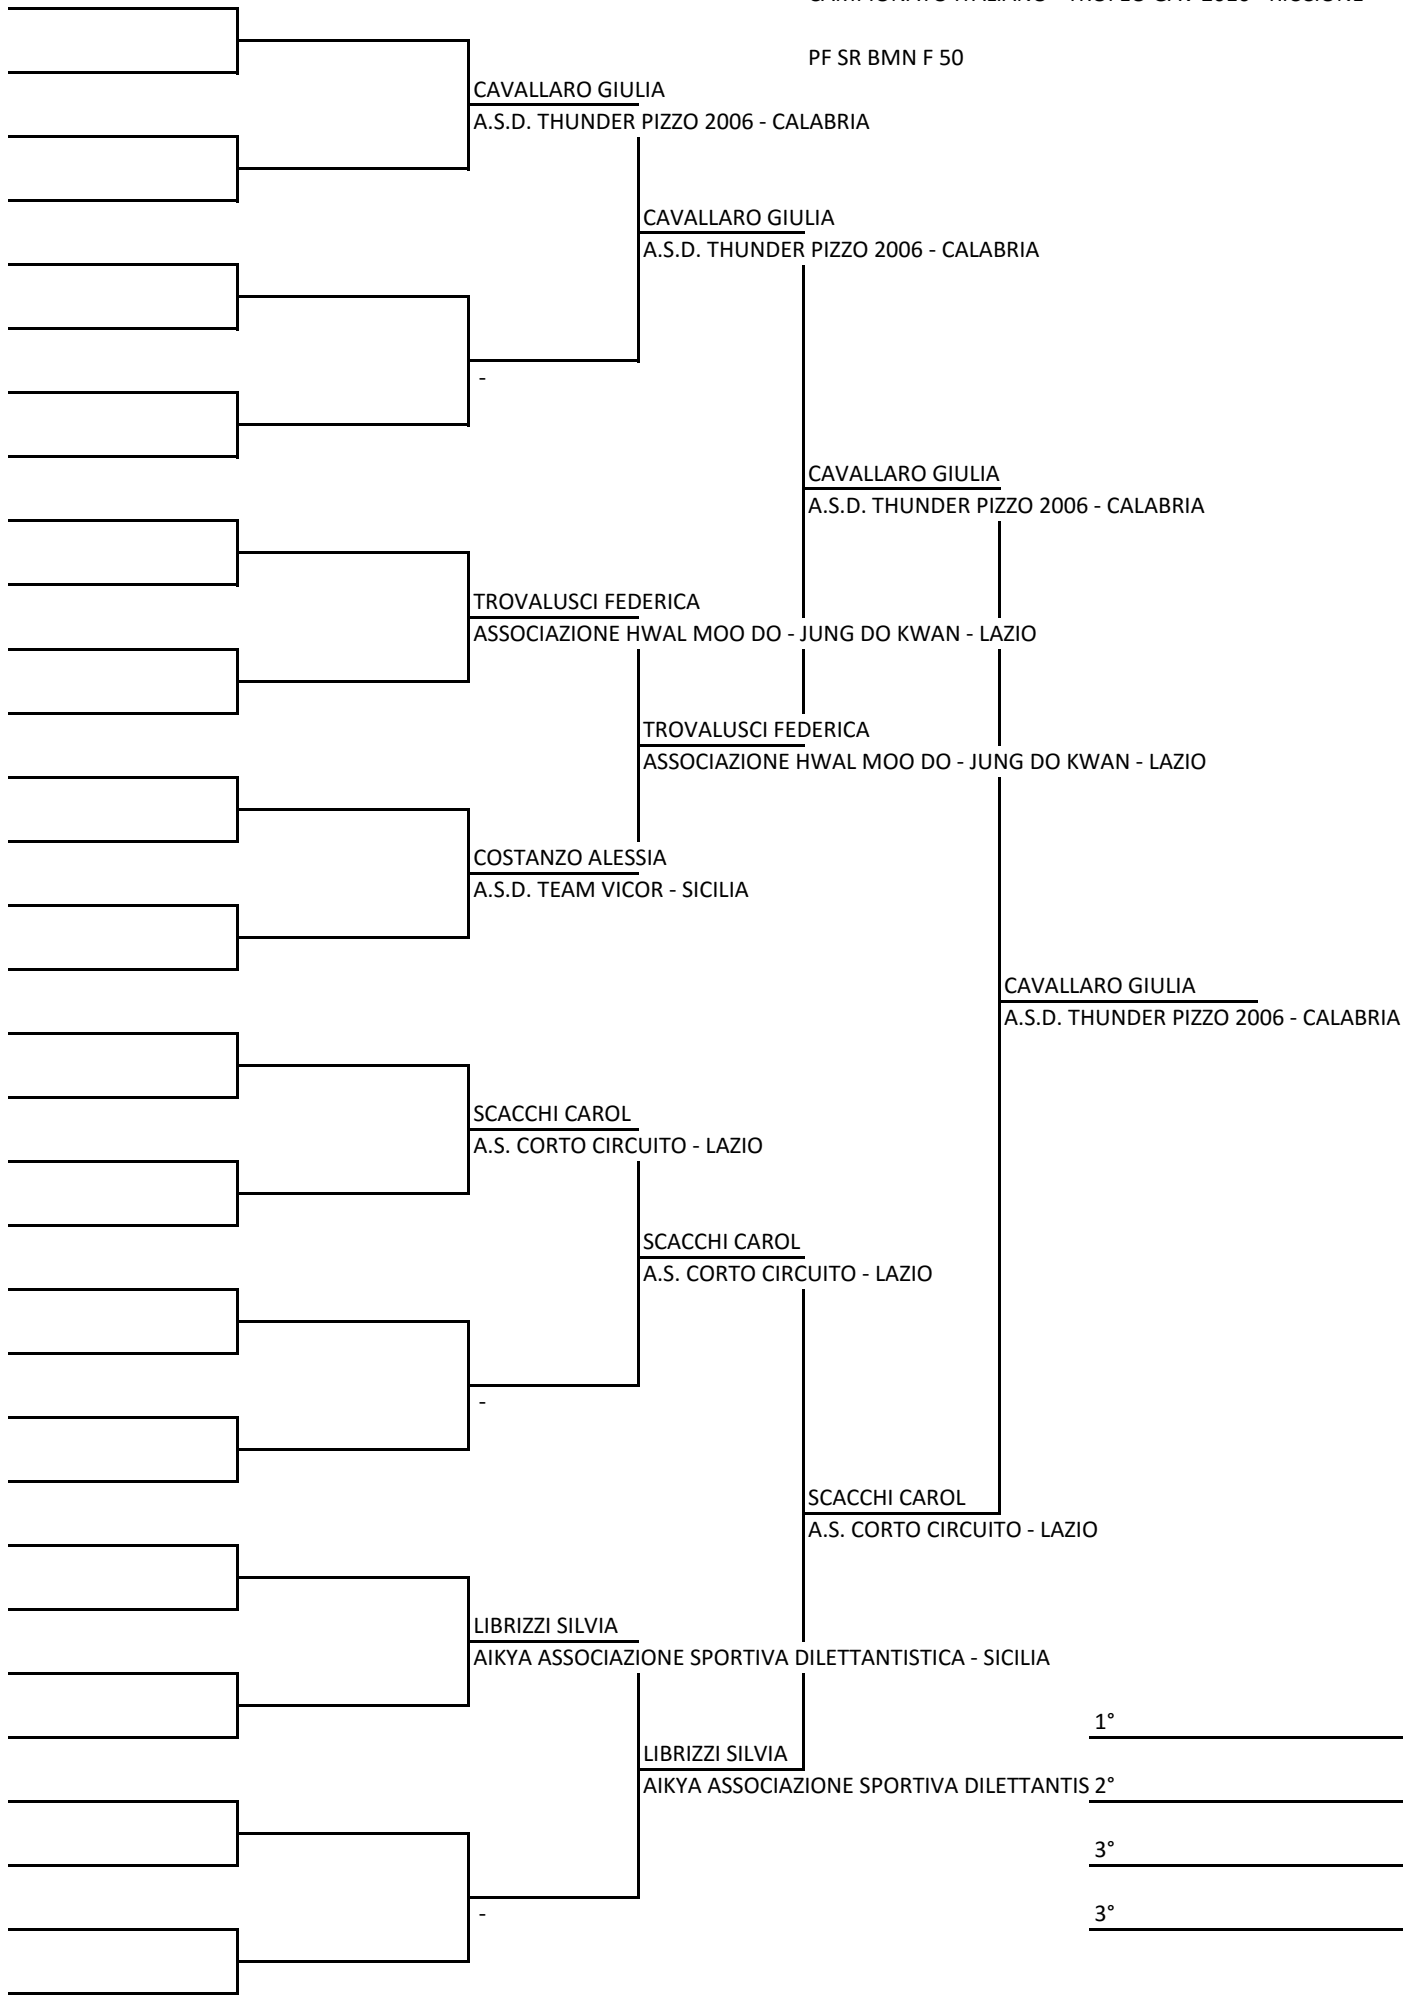 PF SR BMN F 50
CAVALLARO GIULIA
A.S.D. THUNDER PIZZO 2006 - CALABRIA
CAVALLARO GIULIA
A.S.D. THUNDER PIZZO 2006 - CALABRIA
-
CAVALLARO GIULIA
A.S.D. THUNDER PIZZO 2006 - CALABRIA
TROVALUSCI FEDERICA
ASSOCIAZIONE HWAL MOO DO - JUNG DO KWAN - LAZIO
TROVALUSCI FEDERICA
ASSOCIAZIONE HWAL MOO DO - JUNG DO KWAN - LAZIO
COSTANZO ALESSIA
A.S.D. TEAM VICOR - SICILIA
CAVALLARO GIULIA
A.S.D. THUNDER PIZZO 2006 - CALABRIA
SCACCHI CAROL
A.S. CORTO CIRCUITO - LAZIO
SCACCHI CAROL
A.S. CORTO CIRCUITO - LAZIO
-
SCACCHI CAROL
A.S. CORTO CIRCUITO - LAZIO
LIBRIZZI SILVIA
AIKYA ASSOCIAZIONE SPORTIVA DILETTANTISTICA - SICILIA
1°
LIBRIZZI SILVIA
AIKYA ASSOCIAZIONE SPORTIVA DILETTANTIS 2°
3°
3°
-